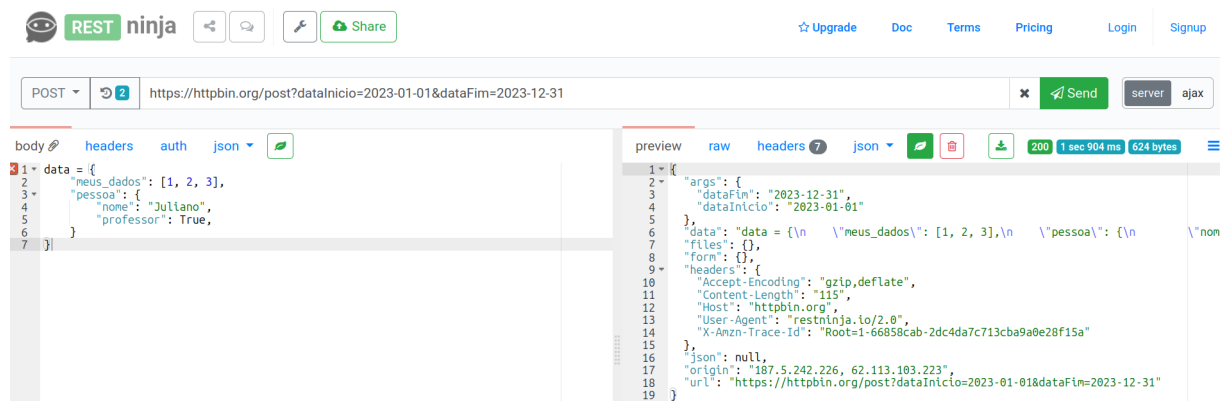 REST ninja Share Upgrade Doc Terms Pricing Login Signup
POST 2 https://httpbin.org/post?dataInicio=2023-01-01&dataFim=2023-12-31 Send server ajax
body headers auth json
1 data = {
2 "meus_dados": [1, 2, 3],
3 "pessoa": {
4 "nome": "Juliano",
5 "professor": True,
6 }
7 }
preview raw headers 7 json 200 1 sec 904 ms 624 bytes
1 {
2 "args": {
3 "dataFim": "2023-12-31",
4 "dataInicio": "2023-01-01"
5 },
6 "data": "data = {\n \"meus_dados\": [1, 2, 3],\n \"pessoa\": {\n \"nom
7 "files": {},
8 "form": {},
9 "headers": {
10 "Accept-Encoding": "gzip,deflate",
11 "Content-Length": "115",
12 "Host": "httpbin.org",
13 "User-Agent": "restninja.io/2.0",
14 "X-Amzn-Trace-Id": "Root=1-66858cab-2dc4da7c713cba9a0e28f15a"
15 },
16 "json": null,
17 "origin": "187.5.242.226, 62.113.103.223",
18 "url": "https://httpbin.org/post?dataInicio=2023-01-01&dataFim=2023-12-31"
19 }